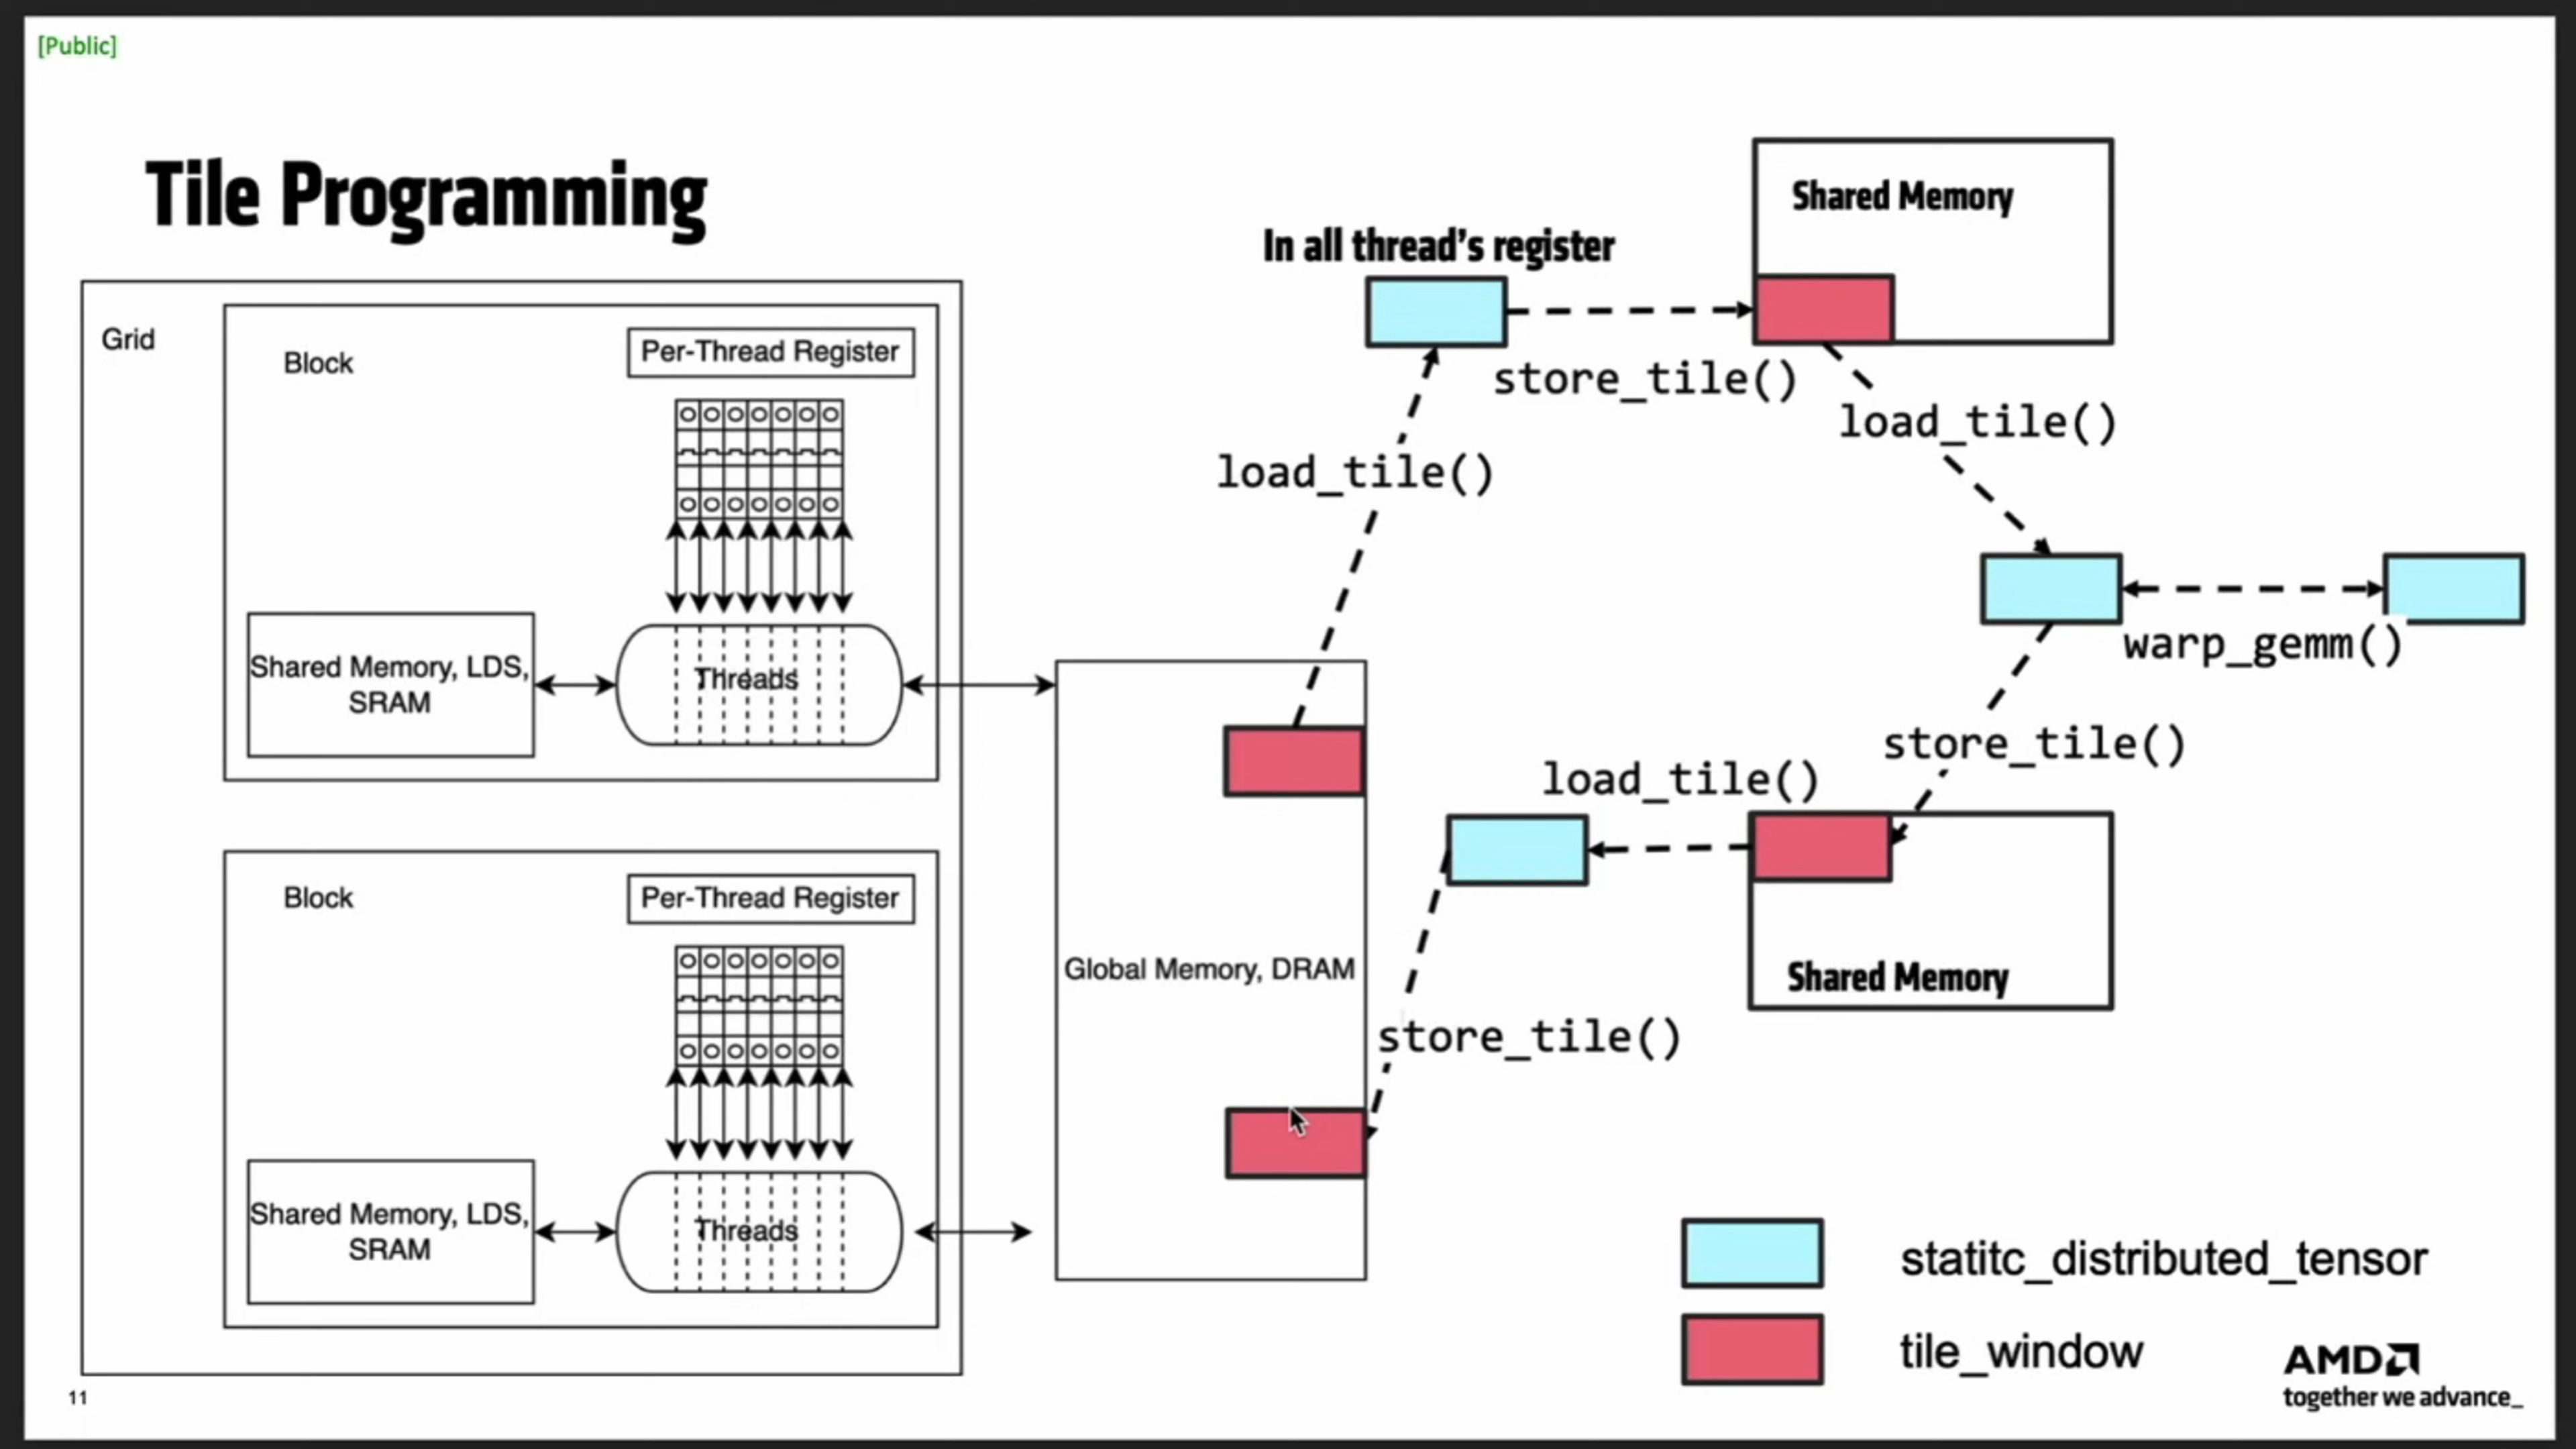 [Public]
Tile Programming
Grid
Block
Per-Thread Register
Shared Memory, LDS,
SRAM
Threads
Block
Per-Thread Register
Shared Memory, LDS,
SRAM
Threads
Global Memory, DRAM
In all thread's register
Shared Memory
store_tile()
load_tile()
load_tile()
warp_gemm()
store_tile()
load_tile()
Shared Memory
store_tile()
statitc_distributed_tensor
tile_window
AMD
together we advance_
11